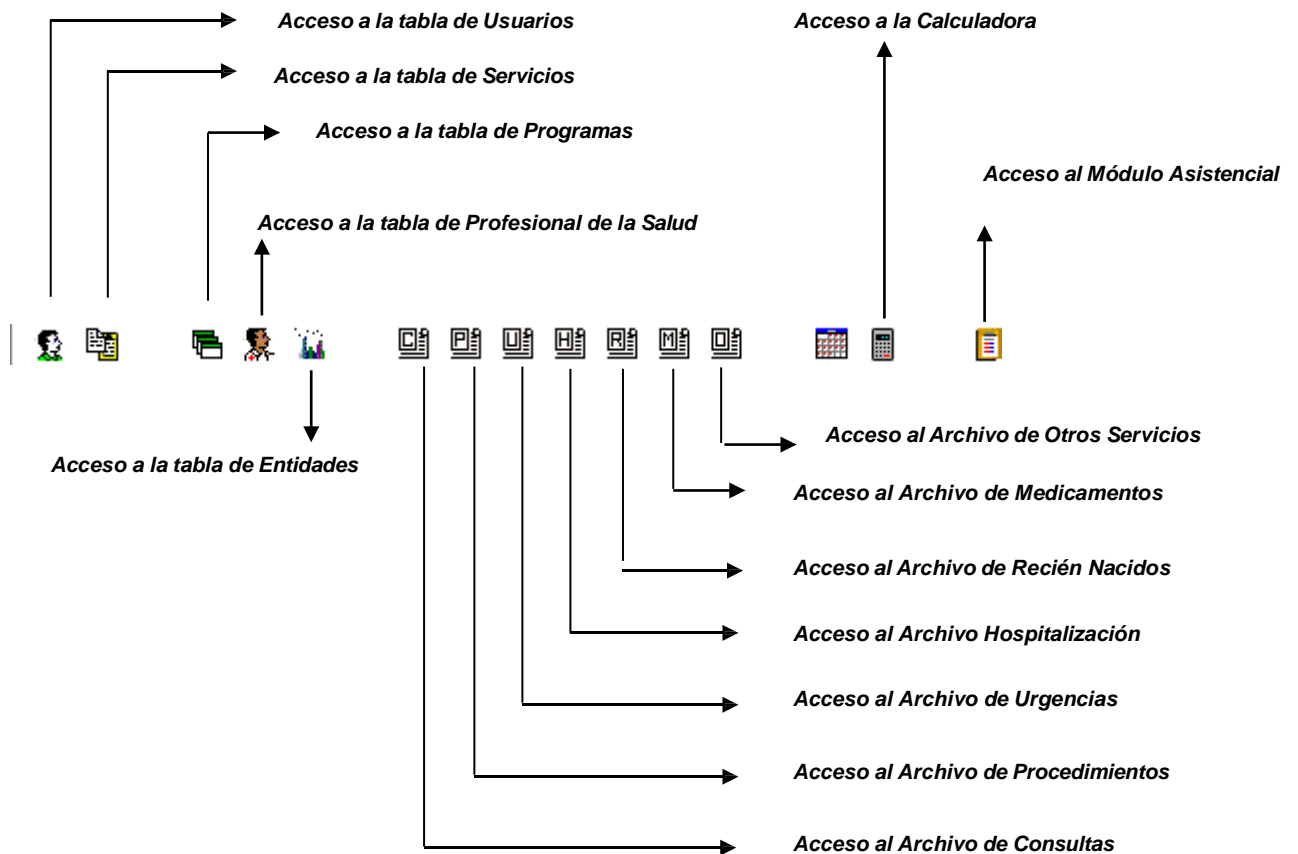 Acceso a la tabla de Usuarios
Acceso a la Calculadora
Acceso a la tabla de Servicios
Acceso a la tabla de Programas
Acceso al Módulo Asistencial
Acceso a la tabla de Profesional de la Salud
C P U H R M O
Acceso al Archivo de Otros Servicios
Acceso a la tabla de Entidades
Acceso al Archivo de Medicamentos
Acceso al Archivo de Recién Nacidos
Acceso al Archivo Hospitalización
Acceso al Archivo de Urgencias
Acceso al Archivo de Procedimientos
Acceso al Archivo de Consultas